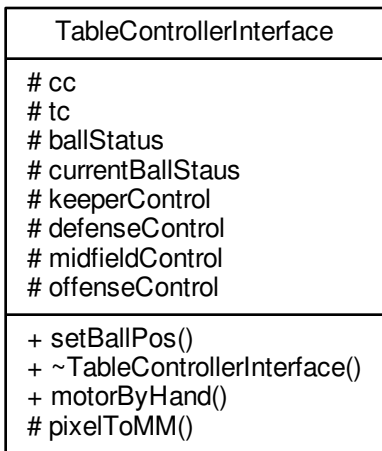 TableControllerInterface
# cc
# tc
# ballStatus
# currentBallStaus
# keeperControl
# defenseControl
# midfieldControl
# offenseControl
+ setBallPos()
+ ~TableControllerInterface()
+ motorByHand()
# pixelToMM()